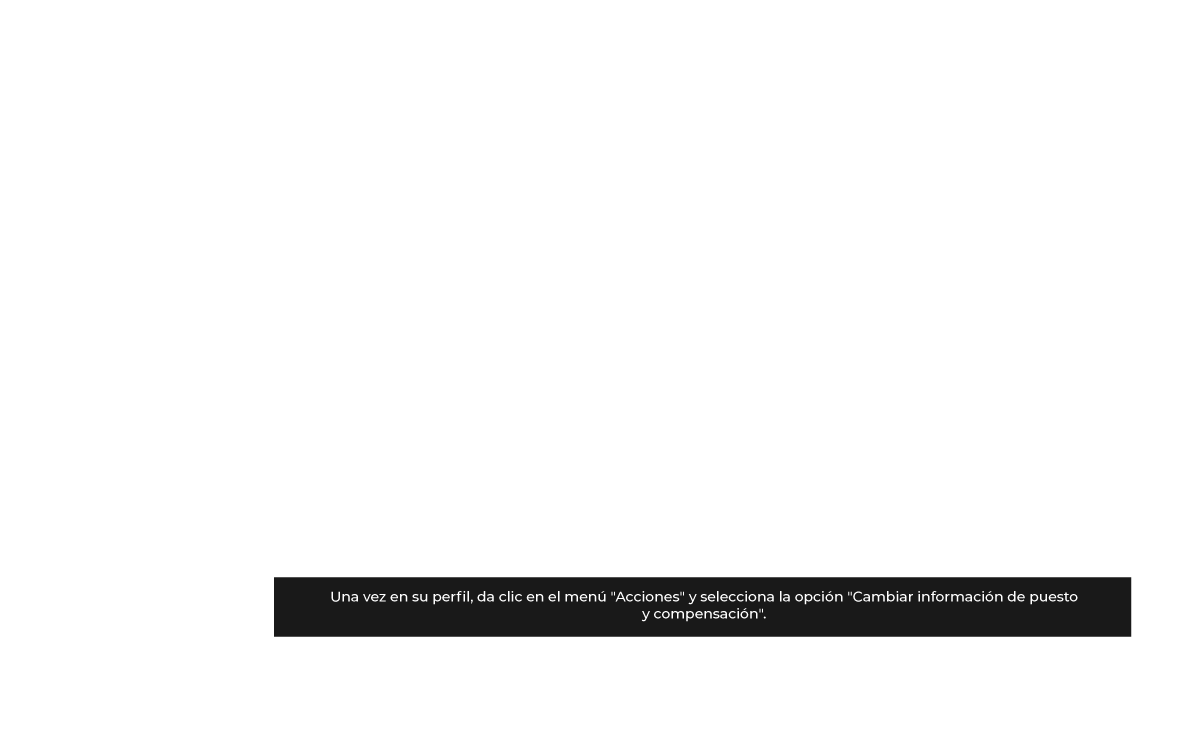 Una vez en su perfil, da clic en el menú "Acciones" y selecciona la opción "Cambiar información de puesto
y compensación".